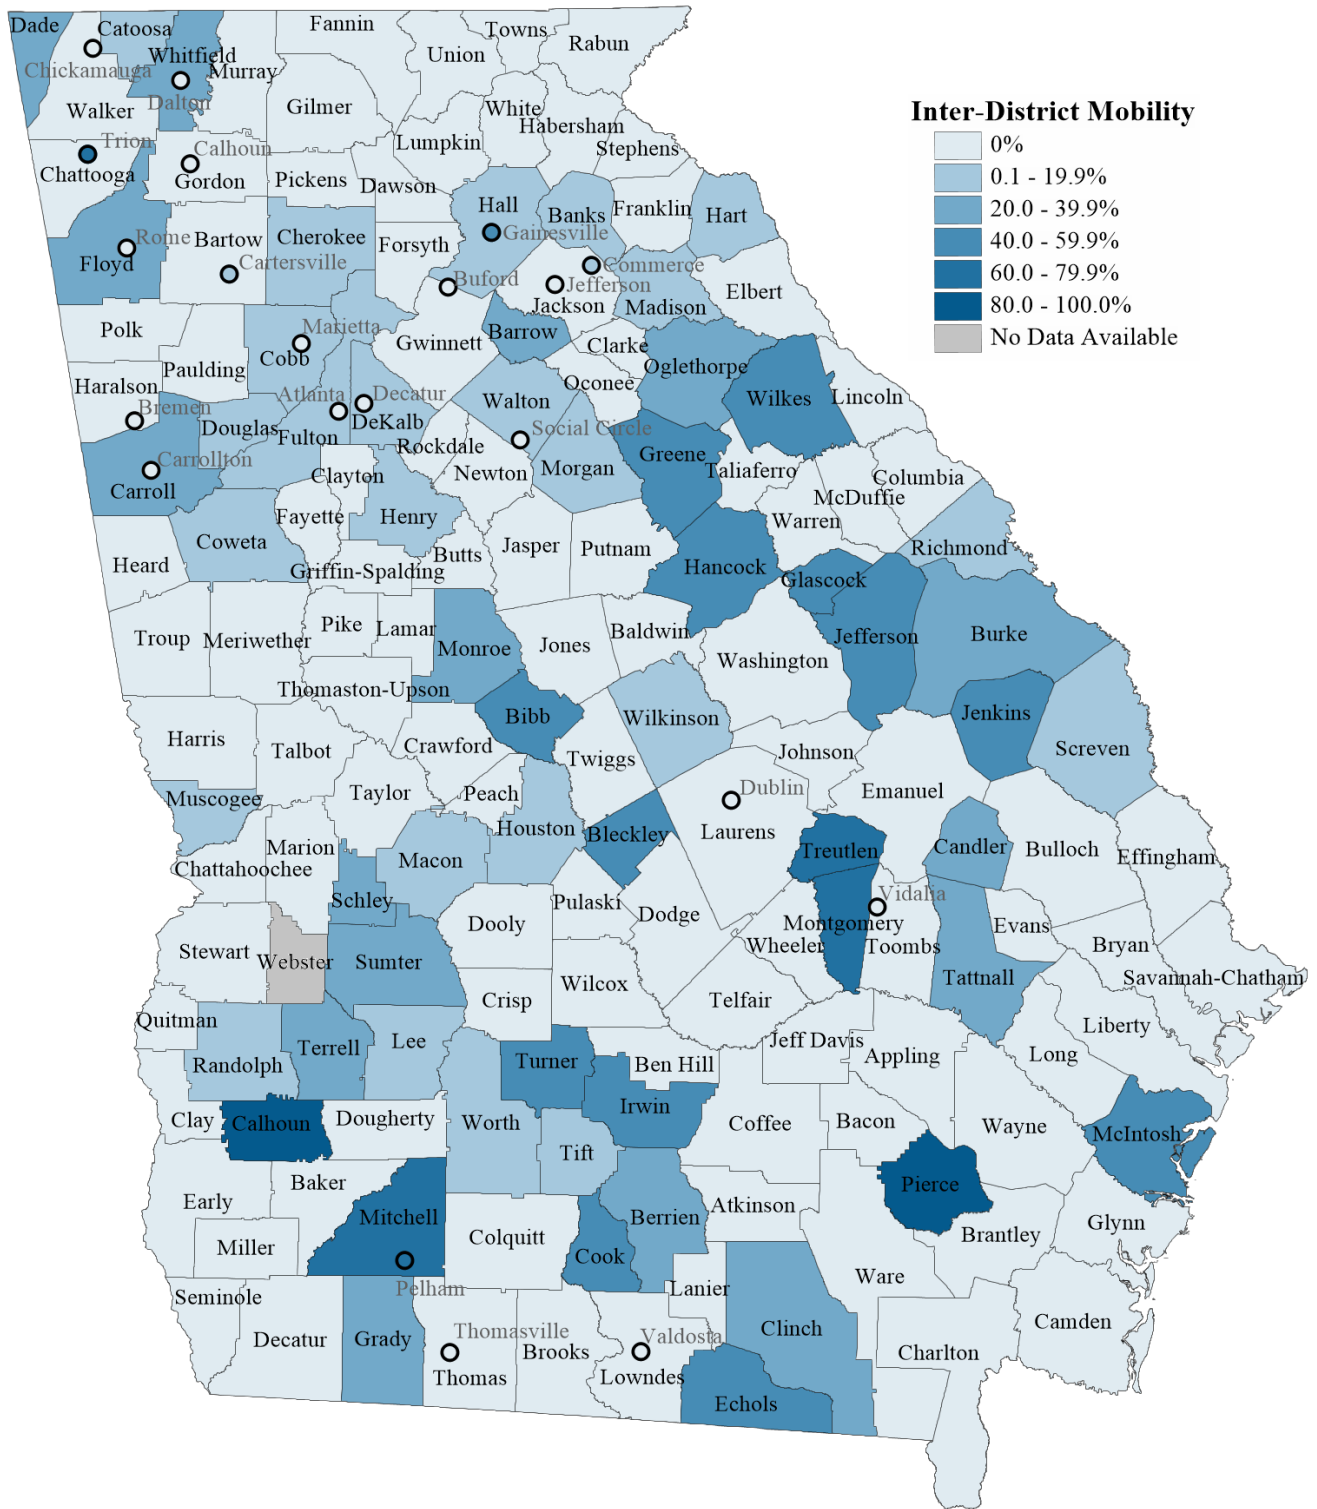 Dade
Catoosa
Fannin
Towns
Rabun
Union
Whitfield
Murray
Chickamauga
Dalton
Walker
Gilmer
White
Habersham
Lumpkin
Stephens
Trion
Calhoun
Chattooga
Gordon
Pickens
Dawson
Hall
Banks
Franklin
Hart
Rome
Bartow
Cherokee
Forsyth
Gainesville
Floyd
Cartersville
Buford
Commerce
Jefferson
Jackson
Madison
Elbert
Polk
Marietta
Cobb
Gwinnett
Barrow
Clarke
Paulding
Oglethorpe
Haralson
Oconee
Bremen
Atlanta
Decatur
Walton
Wilkes
Lincoln
Douglas
Fulton
DeKalb
Social Circle
Rockdale
Greene
Carrollton
Carroll
Clayton
Newton
Morgan
Taliaferro
Columbia
McDuffie
Fayette
Henry
Warren
Coweta
Heard
Butts
Jasper
Putnam
Richmond
Griffin-Spalding
Hancock
Glascock
Troup
Meriwether
Pike
Lamar
Monroe
Jones
Baldwin
Jefferson
Burke
Washington
Thomaston-Upson
Bibb
Wilkinson
Jenkins
Harris
Talbot
Crawford
Twiggs
Johnson
Screven
Muscogee
Taylor
Peach
Dublin
Emanuel
Houston
Bleckley
Laurens
Marion
Macon
Treutlen
Candler
Bulloch
Effingham
Chattahoochee
Schley
Pulaski
Vidalia
Dooly
Dodge
Montgomery
Evans
Stewart
Webster
Sumter
Wheeler
Toombs
Bryan
Crisp
Wilcox
Telfair
Tattnall
Savannah-Chatham
Quitman
Randolph
Terrell
Lee
Turner
Ben Hill
Jeff Davis
Appling
Long
Liberty
Clay
Calhoun
Dougherty
Worth
Irwin
Coffee
Bacon
Wayne
McIntosh
Tift
Early
Baker
Mitchell
Berrien
Atkinson
Pierce
Brantley
Glynn
Miller
Colquitt
Cook
Ware
Pelham
Lanier
Seminole
Decatur
Grady
Thomasville
Thomas
Brooks
Valdosta
Lowndes
Clinch
Charlton
Camden
Echols
Inter-District Mobility
0%
0.1 - 19.9%
20.0 - 39.9%
40.0 - 59.9%
60.0 - 79.9%
80.0 - 100.0%
No Data Available